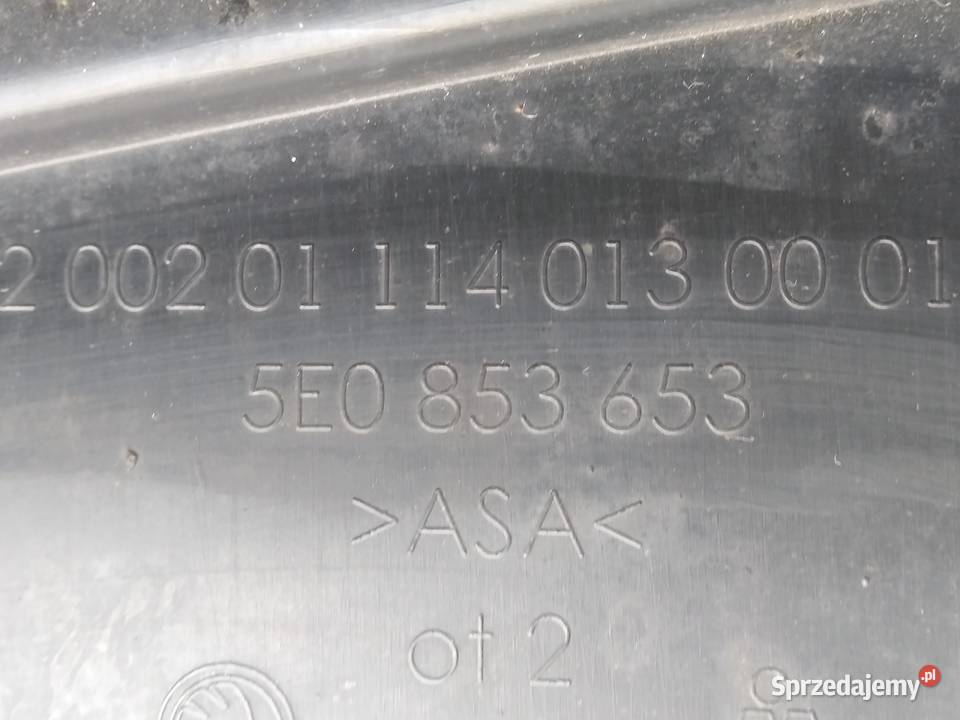 2 002 01 114 013 00 01
5E0 853 653
>ASA<
ot 2
Sprzedajemy.pl